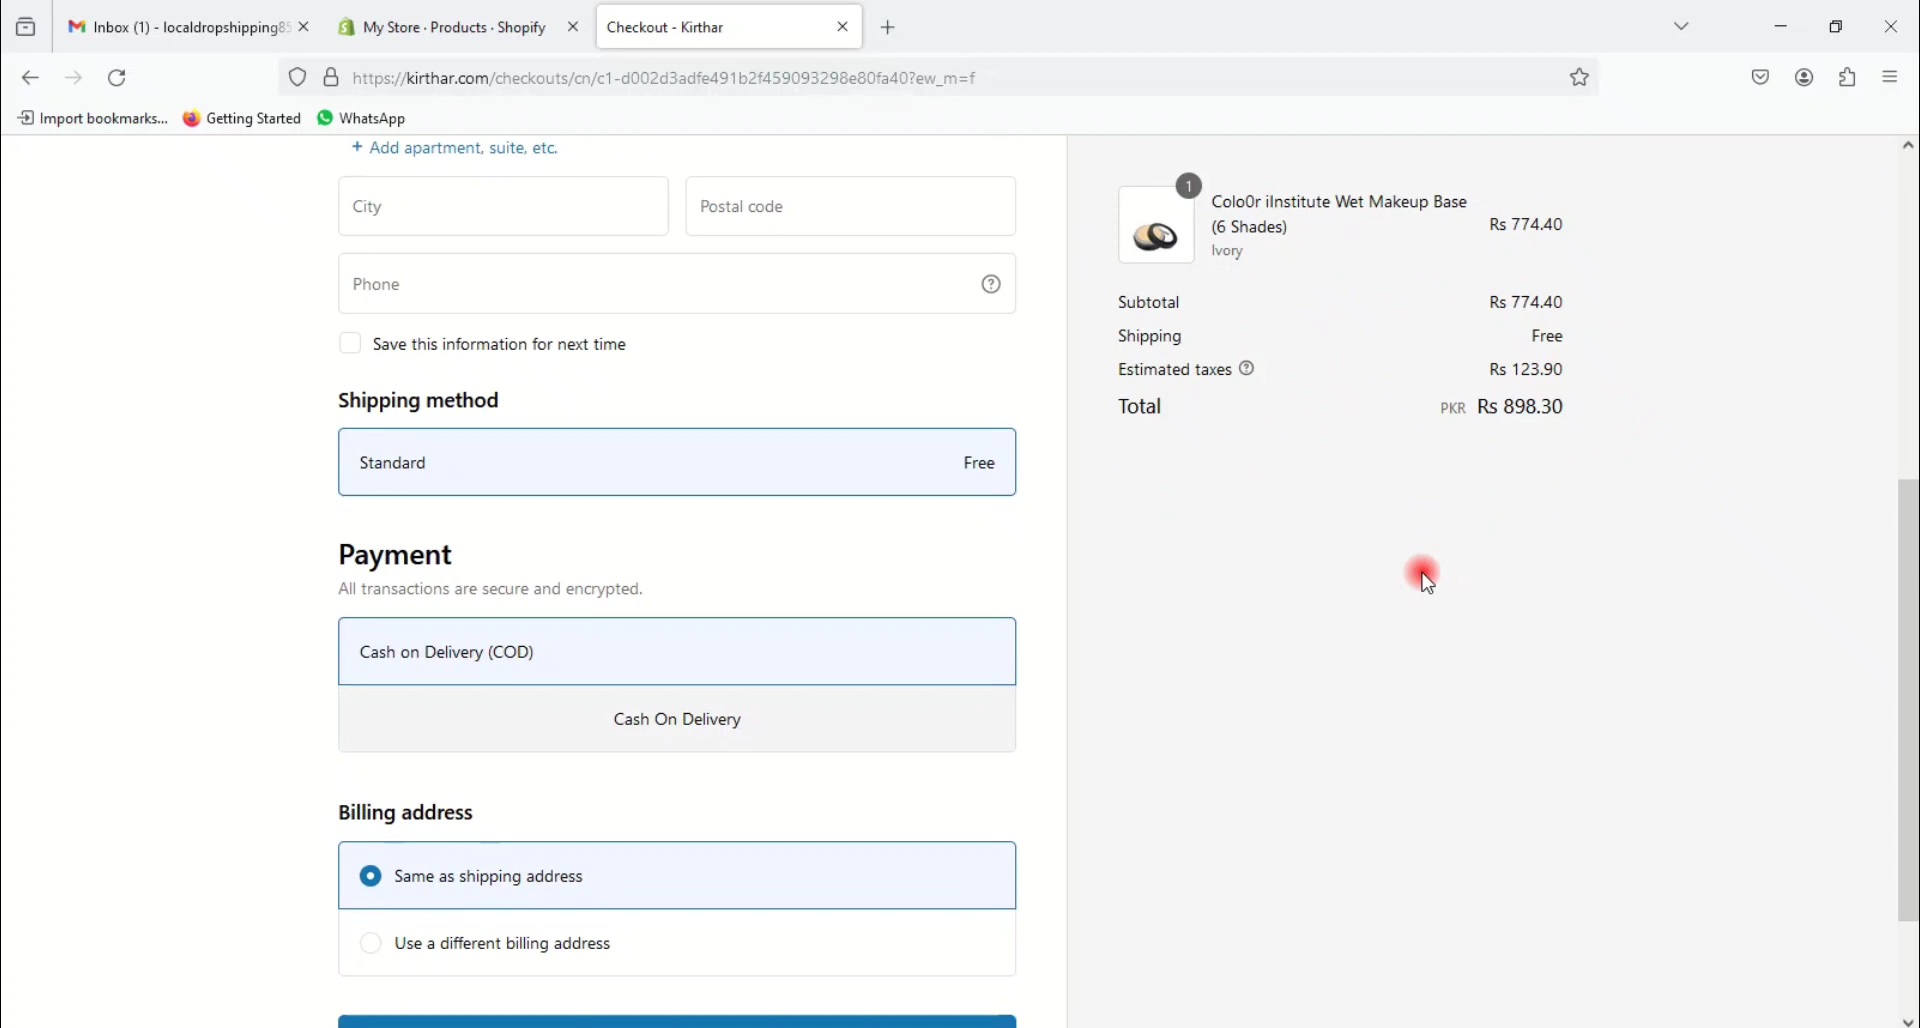 Inbox (1) - localdropshipping85
My Store · Products · Shopify
Checkout - Kirthar
https://kirthar.com/checkouts/cn/c1-d002d3adfe491b2f459093298e80fa40?ew_m=f
Import bookmarks...
Getting Started
WhatsApp
+ Add apartment, suite, etc.
City
Postal code
Phone
Save this information for next time
Shipping method
Standard
Free
Payment
All transactions are secure and encrypted.
Cash on Delivery (COD)
Cash On Delivery
Billing address
Same as shipping address
Use a different billing address
1
Colo0r iInstitute Wet Makeup Base
(6 Shades)
Rs 774.40
Ivory
Subtotal
Rs 774.40
Shipping
Free
Estimated taxes
Rs 123.90
Total
PKR Rs 898.30